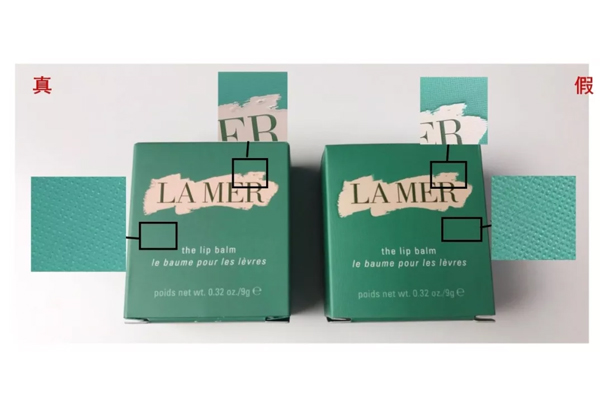 真
假
ER
ER
LA MER
the lip balm
le baume pour les lèvres
poids net wt. 0.32 oz./9g ℮
LA MER
the lip balm
le baume pour les lèvres
poids net wt. 0.32 oz./9g ℮